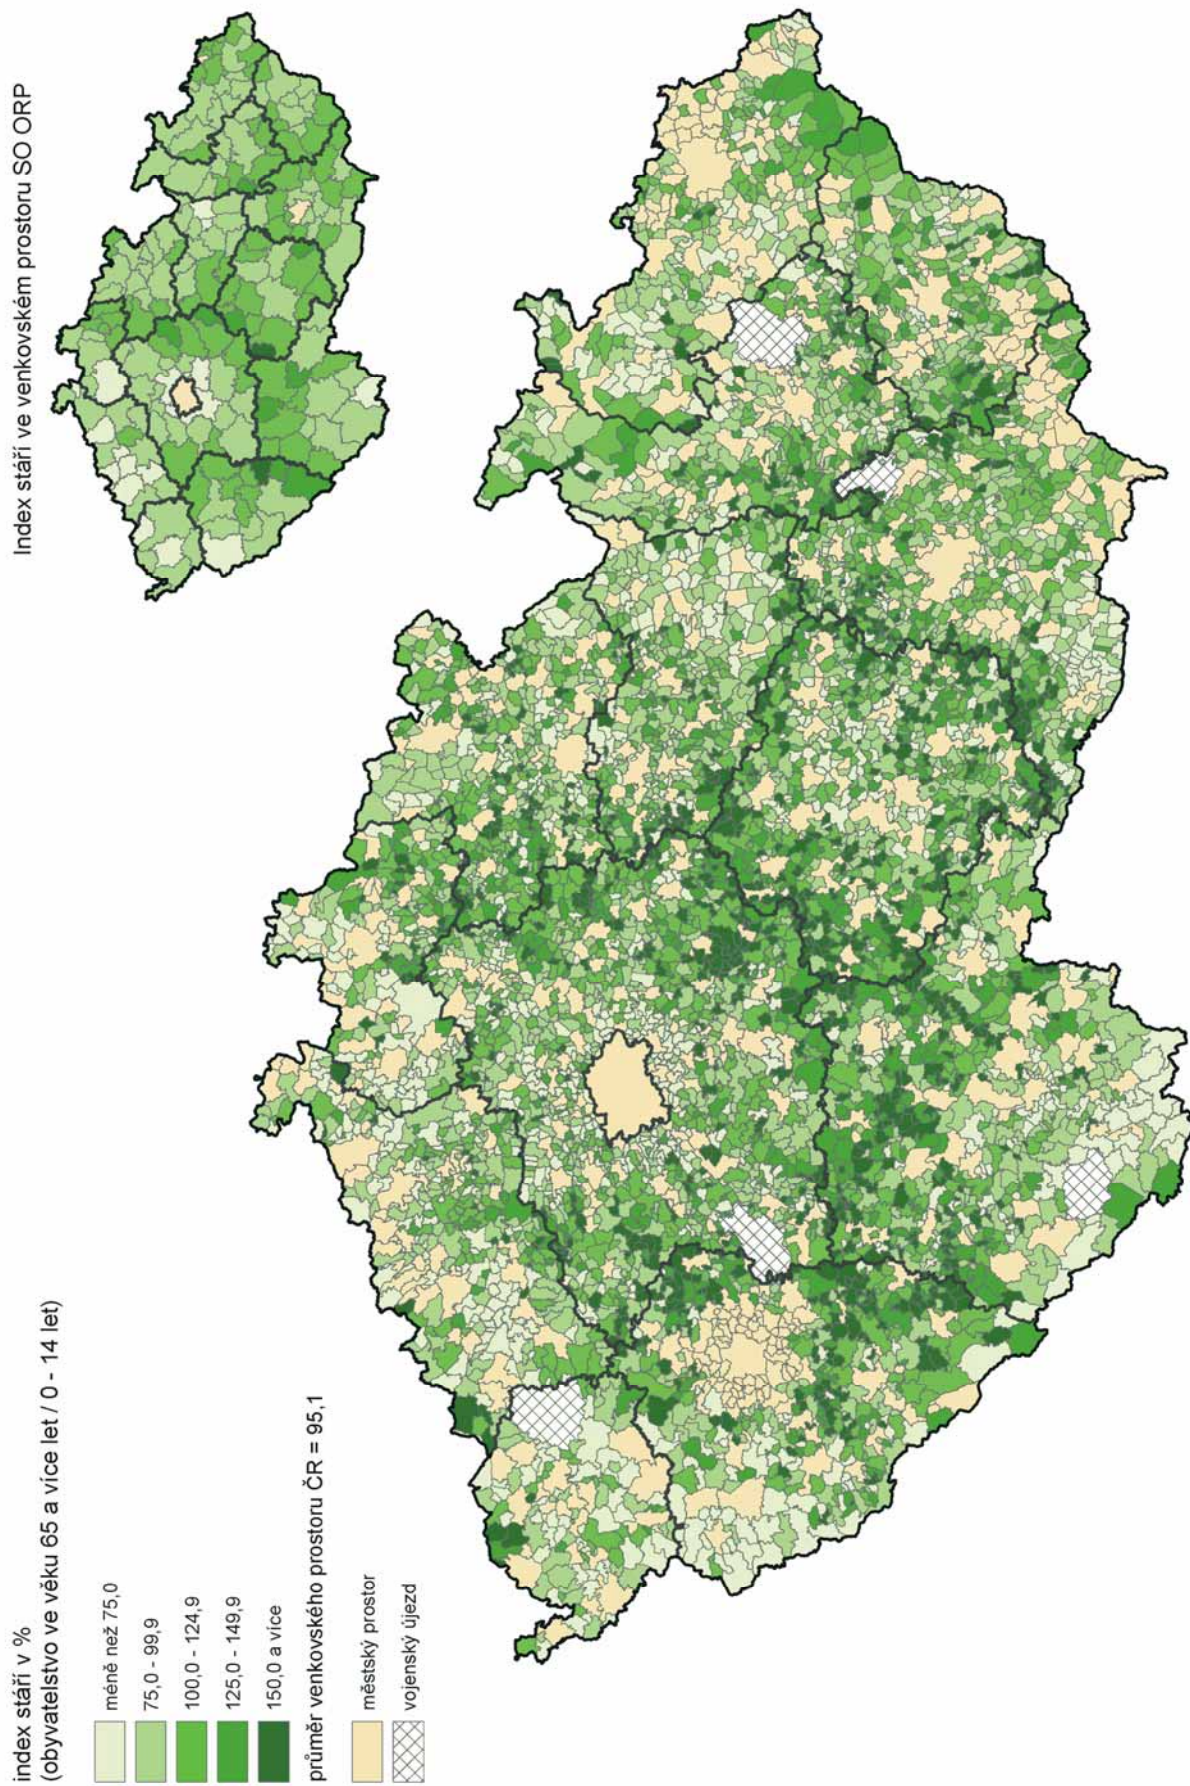 Index stáří ve venkovském prostoru SO ORP
index stáří v %
(obyvatelstvo ve věku 65 a více let / 0 - 14 let)
méně než 75,0
75,0 - 99,9
100,0 - 124,9
125,0 - 149,9
150,0 a více
průměr venkovského prostoru ČR = 95,1
městský prostor
vojenský újezd